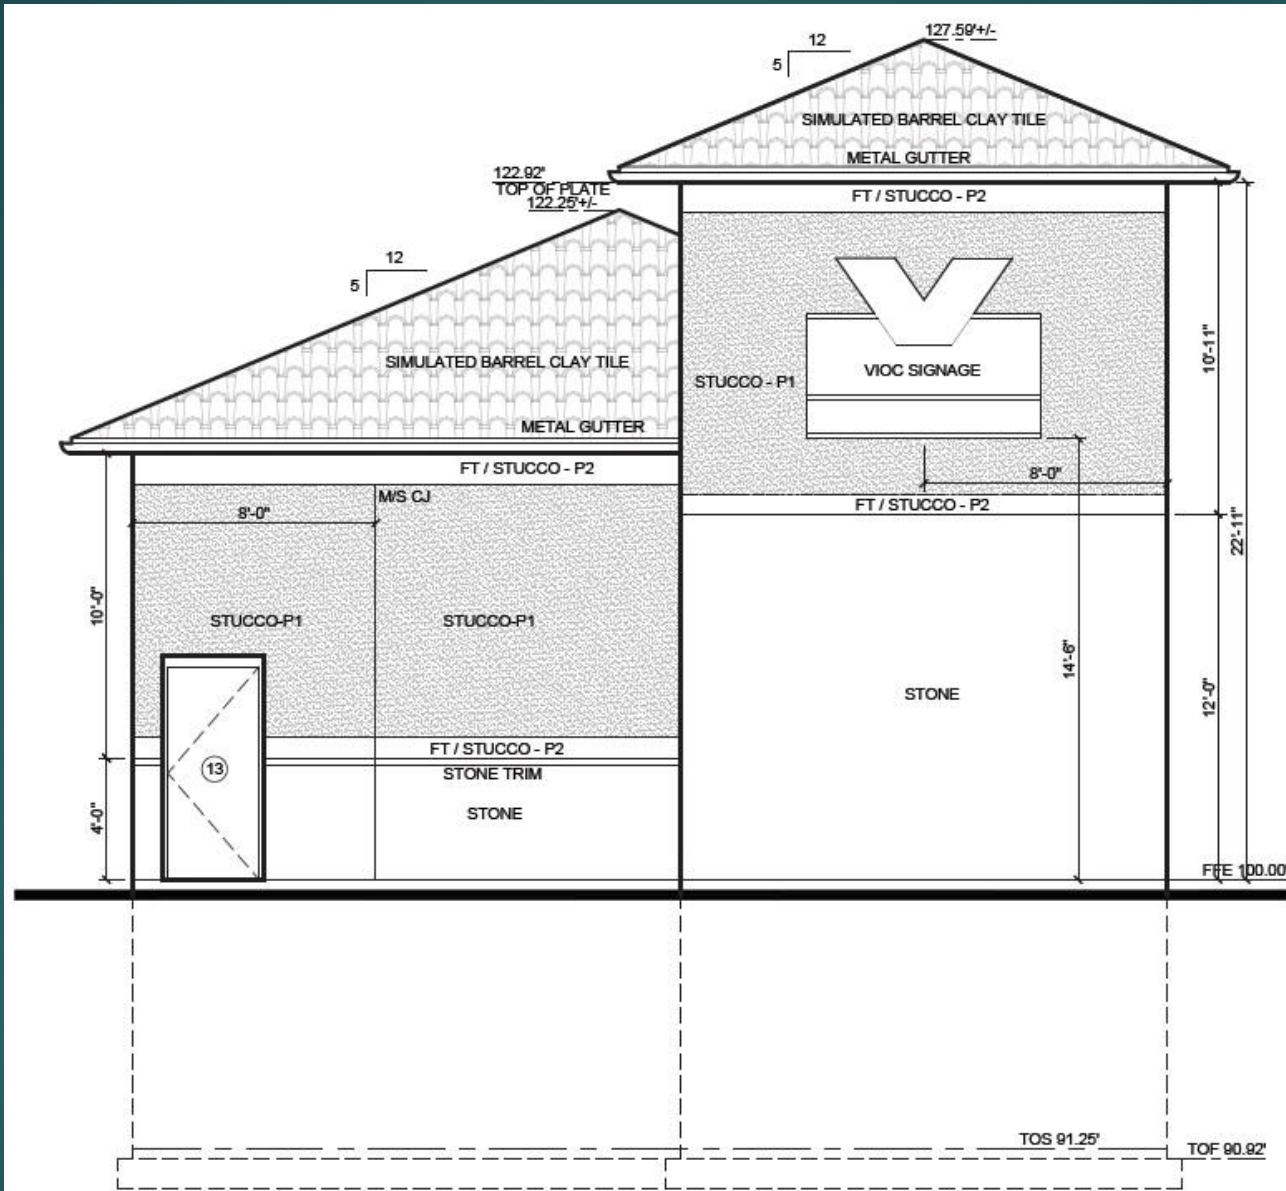 127.59'+/-
12
5
SIMULATED BARREL CLAY TILE
METAL GUTTER
122.92'
TOP OF PLATE
122.25'+/-
FT / STUCCO - P2
12
5
SIMULATED BARREL CLAY TILE
STUCCO - P1
VIOC SIGNAGE
10'-11"
METAL GUTTER
FT / STUCCO - P2
8'-0"
M/S CJ
FT / STUCCO - P2
8'-0"
22'-11"
10'-0"
STUCCO-P1
STUCCO-P1
14'-6"
STONE
12'-0"
FT / STUCCO - P2
13
STONE TRIM
4'-0"
STONE
FFE 100.00'
TOS 91.25'
TOF 90.92'